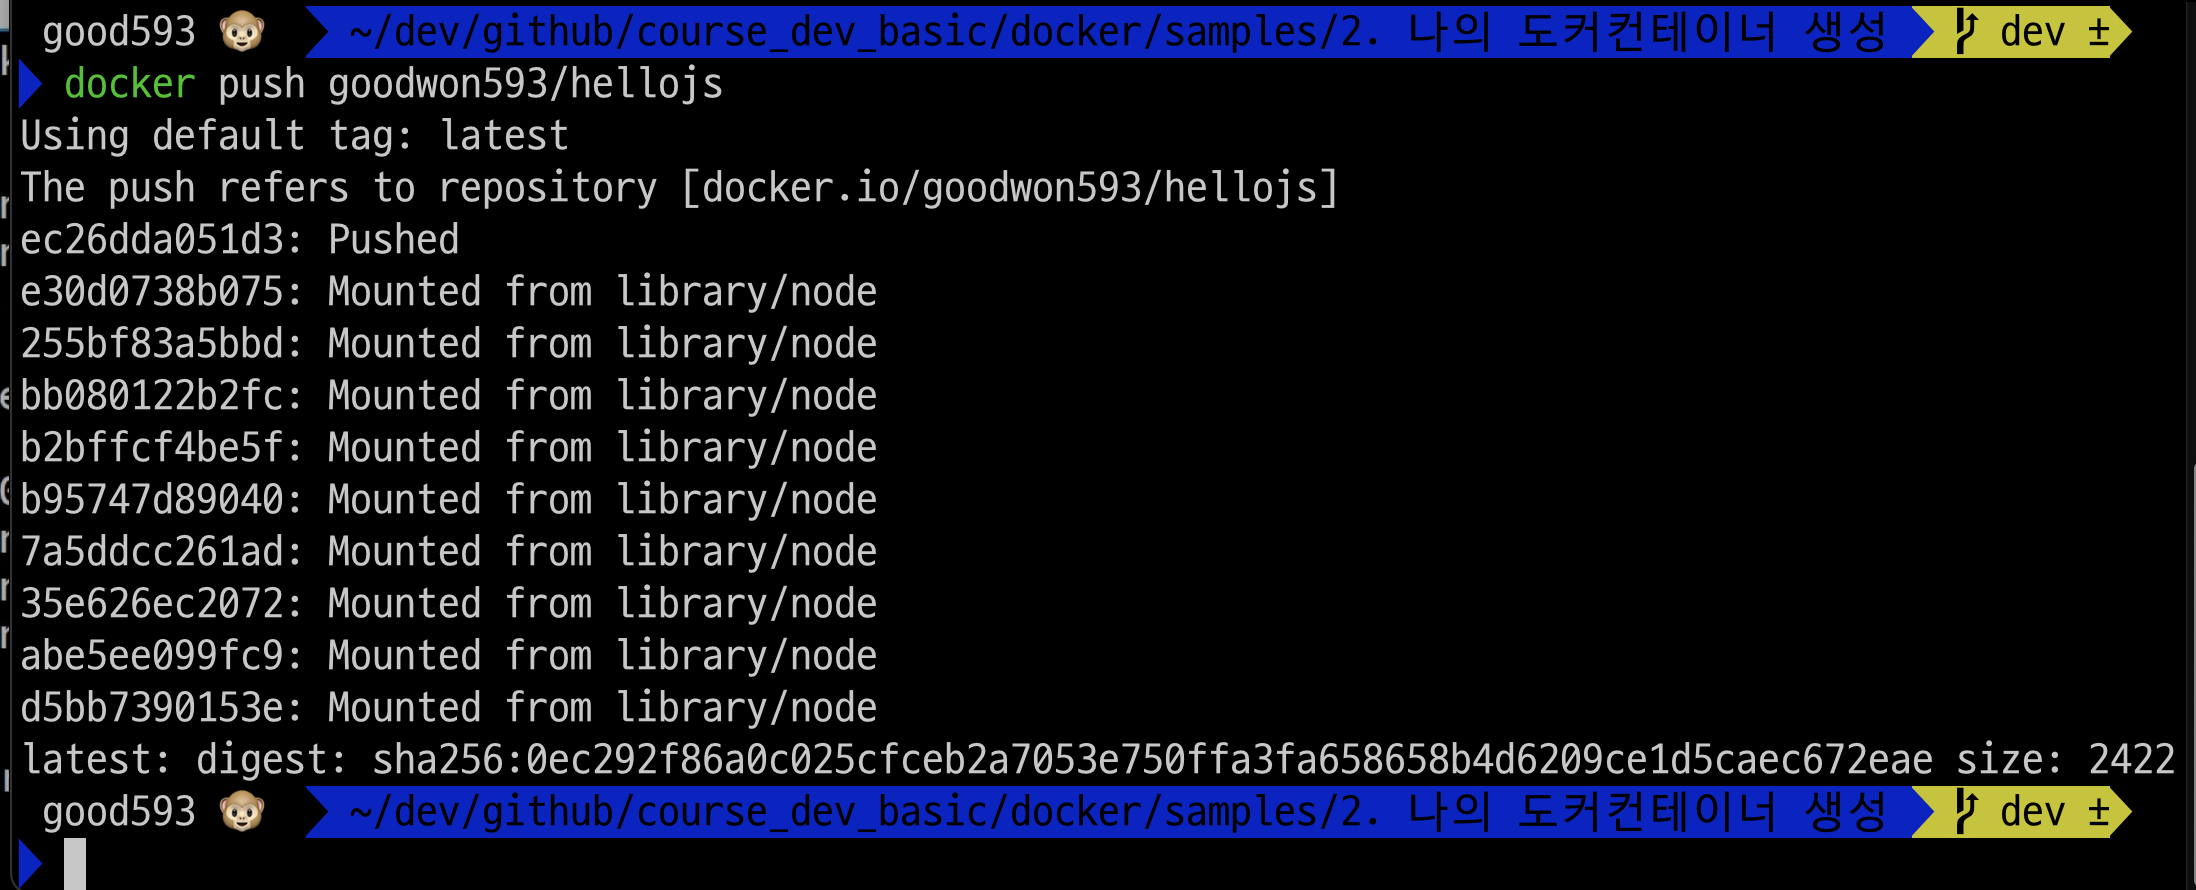 good593 🐵 ~/dev/github/course_dev_basic/docker/samples/2. 나의 도커컨테이너 생성 dev ±
docker push goodwon593/hellojs
Using default tag: latest
The push refers to repository [docker.io/goodwon593/hellojs]
ec26dda051d3: Pushed
e30d0738b075: Mounted from library/node
255bf83a5bbd: Mounted from library/node
bb080122b2fc: Mounted from library/node
b2bffcf4be5f: Mounted from library/node
b95747d89040: Mounted from library/node
7a5ddcc261ad: Mounted from library/node
35e626ec2072: Mounted from library/node
abe5ee099fc9: Mounted from library/node
d5bb7390153e: Mounted from library/node
latest: digest: sha256:0ec292f86a0c025cfceb2a7053e750ffa3fa658658b4d6209ce1d5caec672eae size: 2422
good593 🐵 ~/dev/github/course_dev_basic/docker/samples/2. 나의 도커컨테이너 생성 dev ±